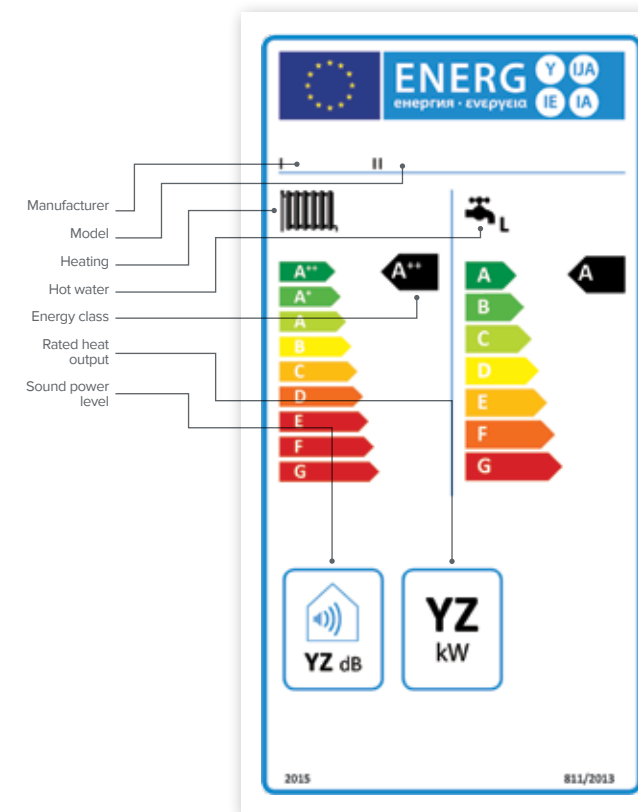 ENERG Y IJA
енергия · ενεργεια IE IA
I II
Manufacturer
Model
Heating
Hot water
Energy class
Rated heat
output
Sound power
level
L
A++ A++
A+
A
B
C
D
E
F
G
A A
B
C
D
E
F
G
YZ dB
YZ
kW
2015 811/2013